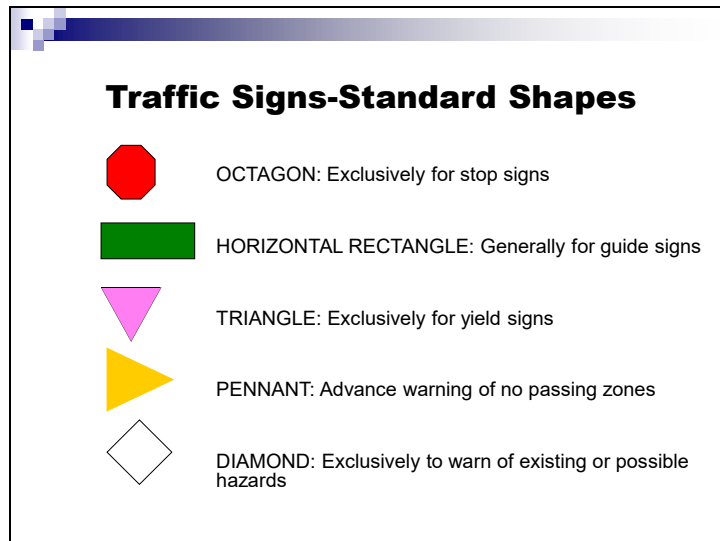 Traffic Signs-Standard Shapes
OCTAGON: Exclusively for stop signs
HORIZONTAL RECTANGLE: Generally for guide signs
TRIANGLE: Exclusively for yield signs
PENNANT: Advance warning of no passing zones
DIAMOND: Exclusively to warn of existing or possible
hazards